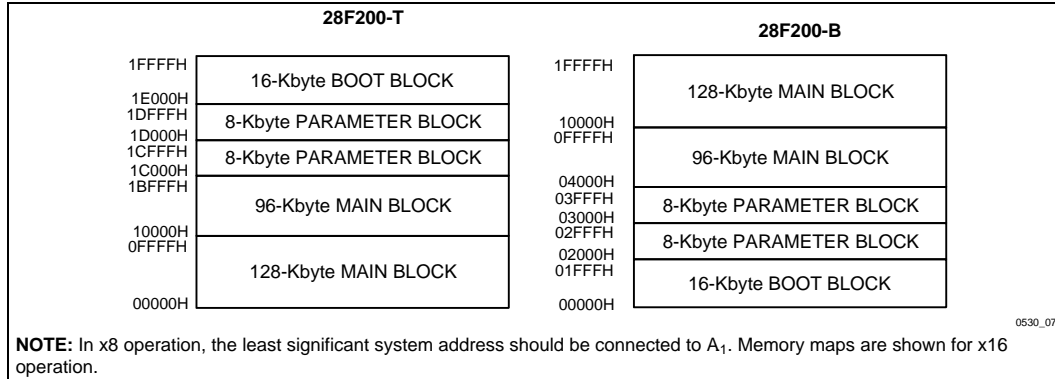 28F200-T
1FFFFH
16-Kbyte BOOT BLOCK
1E000H
1DFFFH
8-Kbyte PARAMETER BLOCK
1D000H
1CFFFH
8-Kbyte PARAMETER BLOCK
1C000H
1BFFFH
96-Kbyte MAIN BLOCK
10000H
0FFFFH
128-Kbyte MAIN BLOCK
00000H
28F200-B
1FFFFH
128-Kbyte MAIN BLOCK
10000H
0FFFFH
96-Kbyte MAIN BLOCK
04000H
03FFFH
8-Kbyte PARAMETER BLOCK
03000H
02FFFH
8-Kbyte PARAMETER BLOCK
02000H
01FFFH
16-Kbyte BOOT BLOCK
00000H
0530_07
NOTE: In x8 operation, the least significant system address should be connected to A₁. Memory maps are shown for x16
operation.